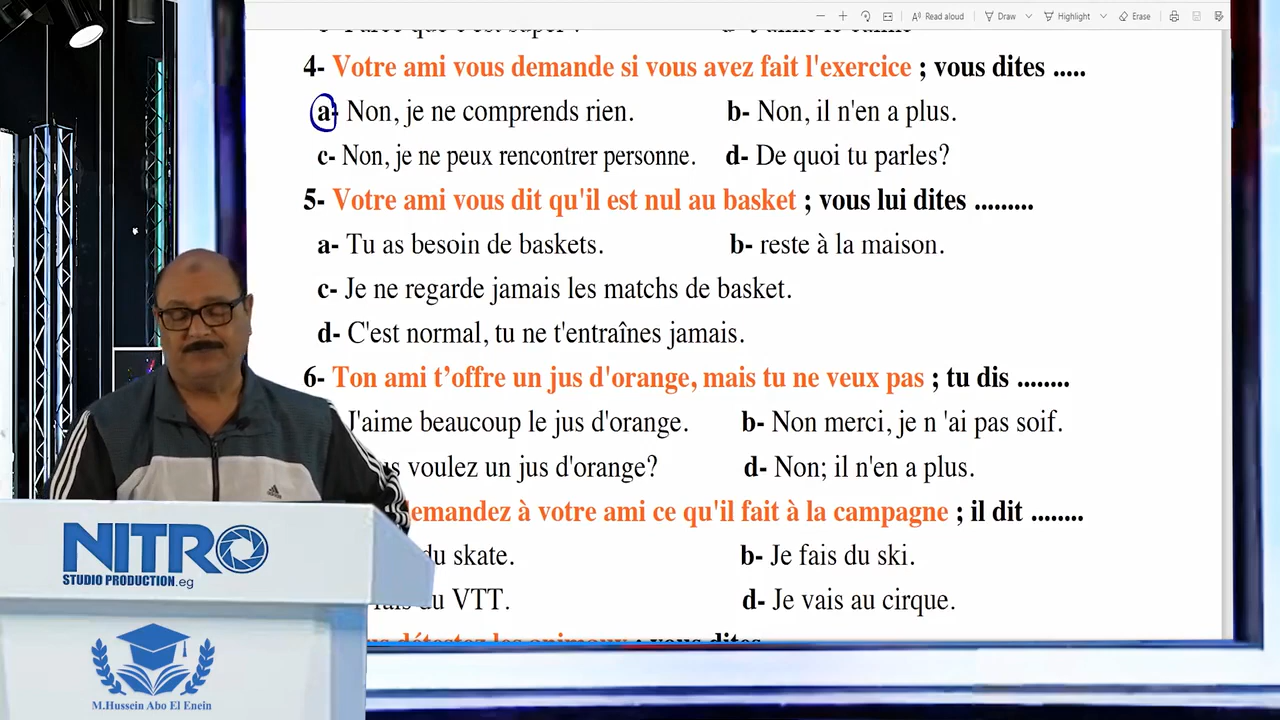 Read aloud
Draw
Highlight
Erase
4- Votre ami vous demande si vous avez fait l'exercice ; vous dites .....
a- Non, je ne comprends rien. b- Non, il n'en a plus.
c- Non, je ne peux rencontrer personne. d- De quoi tu parles?
5- Votre ami vous dit qu'il est nul au basket ; vous lui dites .........
a- Tu as besoin de baskets. b- reste à la maison.
c- Je ne regarde jamais les matchs de basket.
d- C'est normal, tu ne t'entraînes jamais.
6- Ton ami t’offre un jus d'orange, mais tu ne veux pas ; tu dis ........
J'aime beaucoup le jus d'orange. b- Non merci, je n 'ai pas soif.
voulez un jus d'orange? d- Non; il n'en a plus.
demandez à votre ami ce qu'il fait à la campagne ; il dit ........
du skate. b- Je fais du ski.
du VTT. d- Je vais au cirque.
NITRO
STUDIO PRODUCTION.eg
M.Hussein Abo El Enein